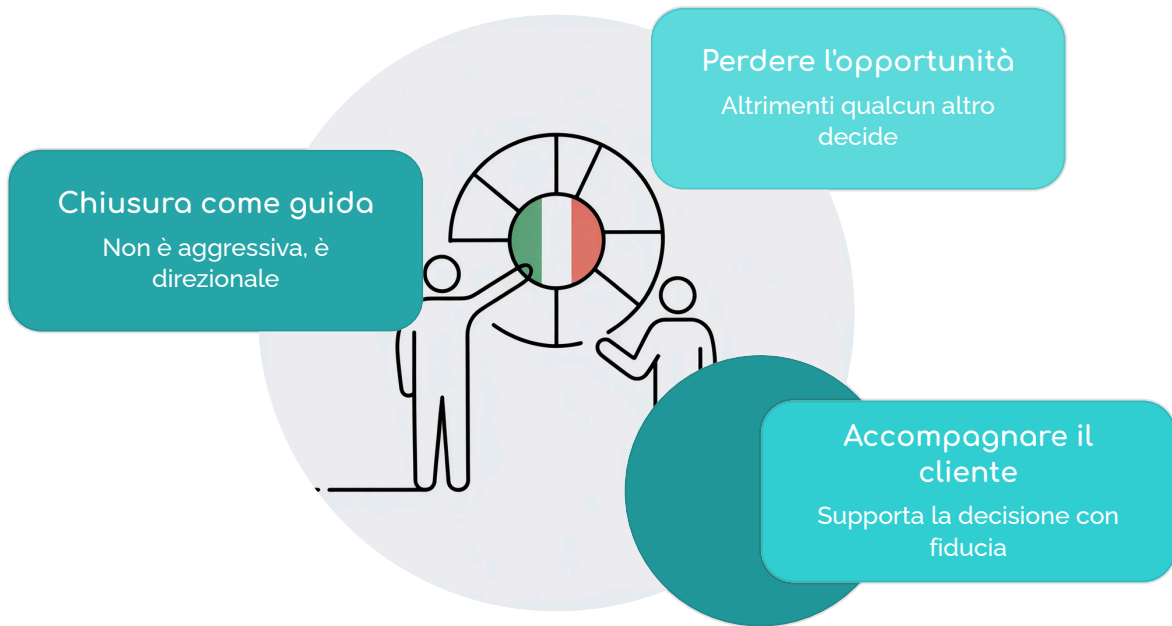 Perdere l'opportunità
Altrimenti qualcun altro
decide
Chiusura come guida
Non è aggressiva, è
direzionale
Accompagnare il
cliente
Supporta la decisione con
fiducia